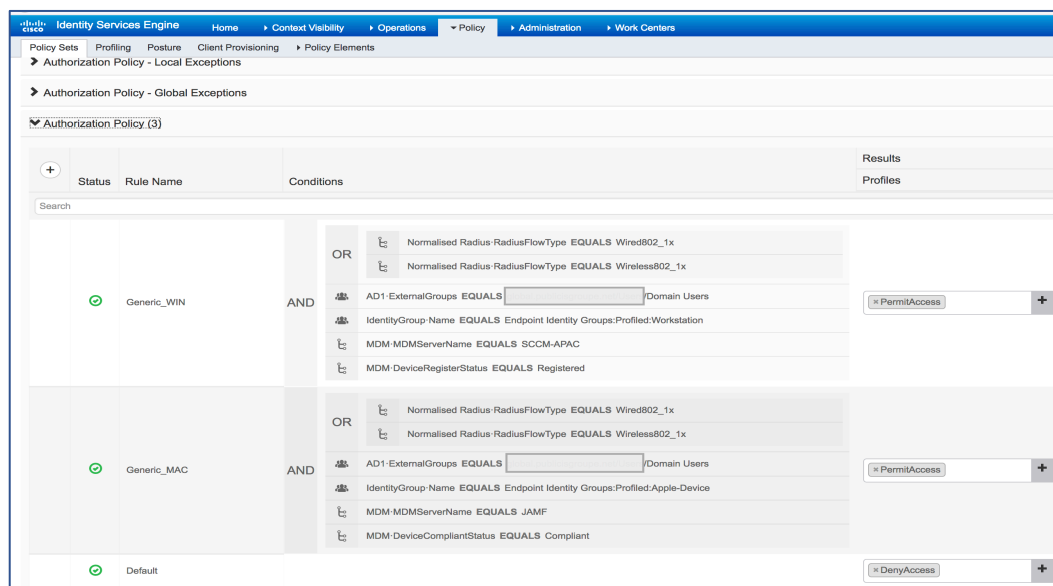 cisco Identity Services Engine Home Context Visibility Operations Policy Administration Work Centers
Policy Sets Profiling Posture Client Provisioning Policy Elements
Authorization Policy - Local Exceptions
Authorization Policy - Global Exceptions
Authorization Policy (3)
Results
+ Status Rule Name Conditions Profiles
Search
OR
Normalised Radius·RadiusFlowType EQUALS Wired802_1x
Normalised Radius·RadiusFlowType EQUALS Wireless802_1x
Generic_WIN AND
AD1·ExternalGroups EQUALS /Domain Users
IdentityGroup·Name EQUALS Endpoint Identity Groups:Profiled:Workstation
MDM·MDMServerName EQUALS SCCM-APAC
MDM·DeviceRegisterStatus EQUALS Registered
× PermitAccess +
OR
Normalised Radius·RadiusFlowType EQUALS Wired802_1x
Normalised Radius·RadiusFlowType EQUALS Wireless802_1x
Generic_MAC AND
AD1·ExternalGroups EQUALS /Domain Users
IdentityGroup·Name EQUALS Endpoint Identity Groups:Profiled:Apple-Device
MDM·MDMServerName EQUALS JAMF
MDM·DeviceCompliantStatus EQUALS Compliant
× PermitAccess +
Default × DenyAccess +